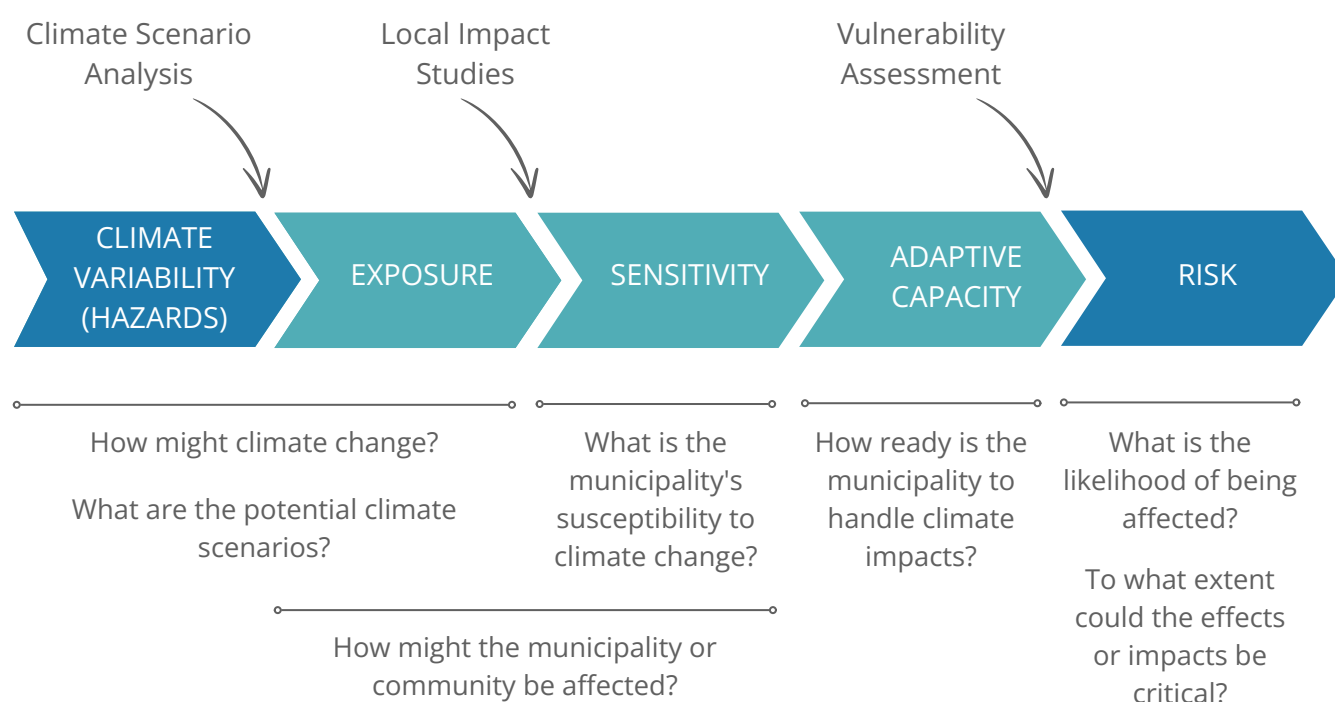 Climate Scenario
Analysis
Local Impact
Studies
Vulnerability
Assessment
CLIMATE
VARIABILITY
(HAZARDS)
EXPOSURE
SENSITIVITY
ADAPTIVE
CAPACITY
RISK
How might climate change?
What are the potential climate
scenarios?
What is the
municipality's
susceptibility to
climate change?
How ready is the
municipality to
handle climate
impacts?
What is the
likelihood of being
affected?
To what extent
could the effects
or impacts be
critical?
How might the municipality or
community be affected?